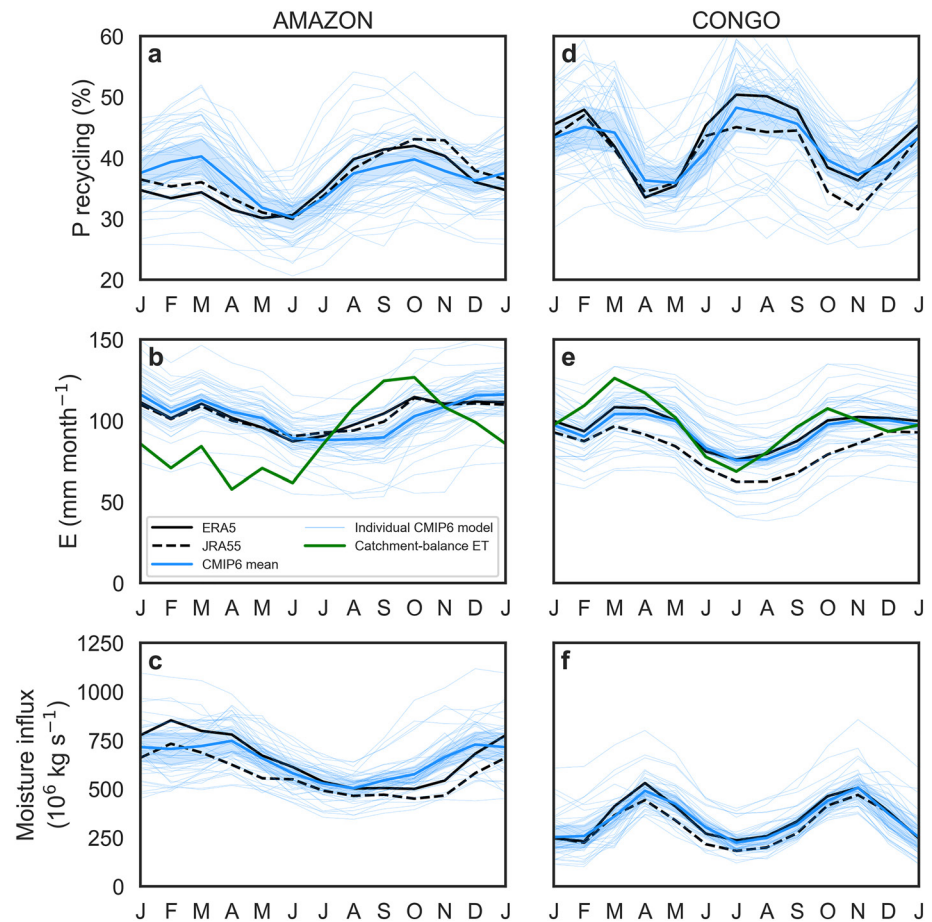 AMAZON
CONGO
a
d
P recycling (%)
60
50
40
30
20
J F M A M J J A S O N D J
J F M A M J J A S O N D J
b
e
E (mm month⁻¹)
150
100
50
0
ERA5
JRA55
CMIP6 mean
Individual CMIP6 model
Catchment-balance ET
J F M A M J J A S O N D J
J F M A M J J A S O N D J
c
f
Moisture influx
(10⁶ kg s⁻¹)
1250
1000
750
500
250
0
J F M A M J J A S O N D J
J F M A M J J A S O N D J